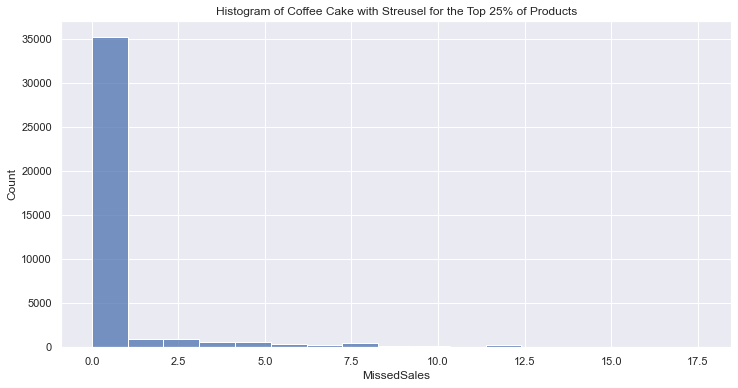 Histogram of Coffee Cake with Streusel for the Top 25% of Products
35000
30000
25000
20000
15000
10000
5000
0
Count
0.0 2.5 5.0 7.5 10.0 12.5 15.0 17.5
MissedSales